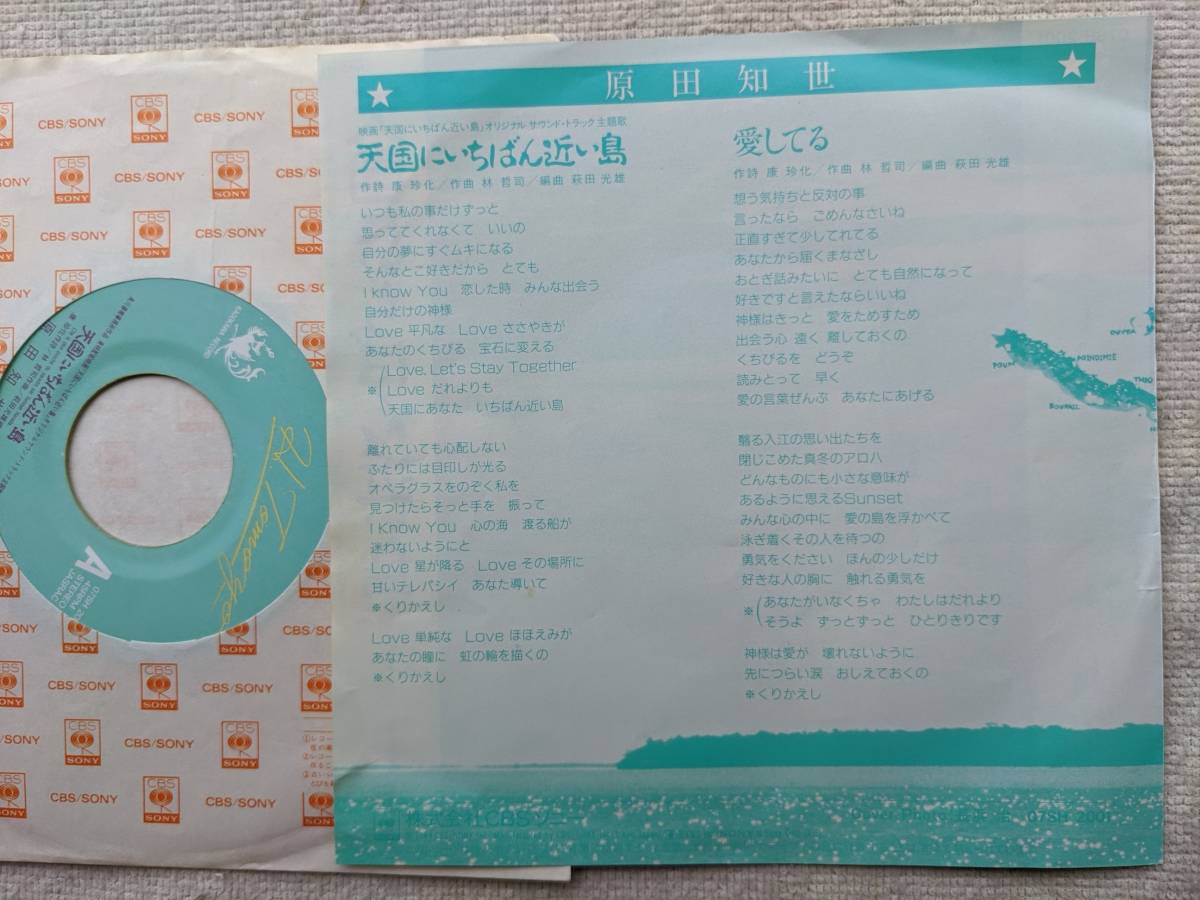 原田知世
映画「天国にいちばん近い島」オリジナル サウンド・トラック 主題歌
天国にいちばん近い島
作詩 康 珍化／作曲 林 哲司／編曲 萩田 光雄
いつも私の事だけずっと
思っててくれなくて いいの
自分の夢にすぐムキになる
そんなとこ好きだから とても
I know You 恋した時 みんな出会う
自分だけの神様
Love 平凡な Love ささやきが
あなたのくちびる 宝石に変える
Love, Let's Stay Together
※ Love だれよりも
天国にあなた いちばん近い島
離れていても心配しない
ふたりには目印しが光る
オペラグラスをのぞく私を
見つけたらそっと手を 振って
I Know You 心の海 渡る船が
迷わないようにと
Love 星が降る Love その場所に
甘いテレパシイ あなた導いて
※くりかえし
Love 単純な Love ほほえみが
あなたの瞳に 虹の輪を描くの
※くりかえし
愛してる
作詩 康 珍化／作曲 林 哲司／編曲 萩田 光雄
想う気持ちと反対の事
言ったなら ごめんなさいね
正直すぎて少してれてる
あなたから届くまなざし
おとぎ話みたいに とても自然になって
好きですと言えたならいいね
神様はきっと 愛をためすため
出会う心 遠く 離しておくの
くちびるを どうぞ
読みとって 早く
愛の言葉ぜんぶ あなたにあげる
翳る入江の思い出たちを
閉じこめた真冬のアロハ
どんなものにも小さな意味が
あるように思えるSunset
みんな心の中に 愛の島を浮かべて
泳ぎ着くその人を待つの
勇気をください ほんの少しだけ
好きな人の胸に 触れる勇気を
※ あなたがいなくちゃ わたしはだれより
そうよ ずっとずっと ひとりきりです
神様は愛が 壊れないように
先につらい涙 おしえておくの
※くりかえし
OUVEA
POINDIMIE
POUM
THIO
BOURAIL
株式会社CBSソニー
07SH 2001
CBS/SONY
CBS
SONY
KADOKAWA RECORD
天国にいちばん近い島
A
STEREO
JASRAC